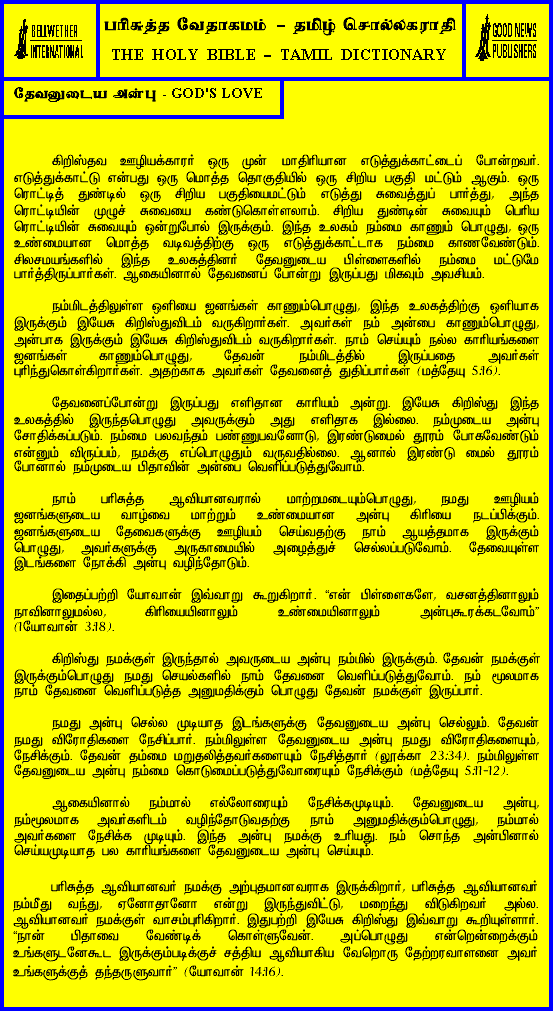 BELLWETHER
INTERNATIONAL
பரிசுத்த வேதாகமம் – தமிழ் சொல்லகராதி
THE HOLY BIBLE – TAMIL DICTIONARY
GOOD NEWS
PUBLISHERS
தேவனுடைய அன்பு - GOD'S LOVE
கிறிஸ்தவ ஊழியக்காரர் ஒரு முன் மாதிரியான எடுத்துக்காட்டைப் போன்றவர்.
எடுத்துக்காட்டு என்பது ஒரு மொத்த தொகுதியில் ஒரு சிறிய பகுதி மட்டும் ஆகும். ஒரு
ரொட்டித் துண்டில் ஒரு சிறிய பகுதியைமட்டும் எடுத்து சுவைத்துப் பார்த்து, அந்த
ரொட்டியின் முழுச் சுவையை கண்டுகொள்ளலாம். சிறிய துண்டின் சுவையும் பெரிய
ரொட்டியின் சுவையும் ஒன்றுபோல் இருக்கும். இந்த உலகம் நம்மை காணும் பொழுது, ஒரு
உண்மையான மொத்த வடிவத்திற்கு ஒரு எடுத்துக்காட்டாக நம்மை காணவேண்டும்.
சிலசமயங்களில் இந்த உலகத்தினர் தேவனுடைய பிள்ளைகளில் நம்மை மட்டுமே
பார்த்திருப்பார்கள். ஆகையினால் தேவனைப் போன்று இருப்பது மிகவும் அவசியம்.
நம்மிடத்திலுள்ள ஒளியை ஜனங்கள் காணும்பொழுது, இந்த உலகத்திற்கு ஒளியாக
இருக்கும் இயேசு கிறிஸ்துவிடம் வருகிறார்கள். அவர்கள் நம் அன்பை காணும்பொழுது,
அன்பாக இருக்கும் இயேசு கிறிஸ்துவிடம் வருகிறார்கள். நாம் செய்யும் நல்ல காரியங்களை
ஜனங்கள் காணும்பொழுது, தேவன் நம்மிடத்தில் இருப்பதை அவர்கள்
புரிந்துகொள்கிறார்கள். அதற்காக அவர்கள் தேவனைத் துதிப்பார்கள் (மத்தேயு 5:16).
தேவனைப்போன்று இருப்பது எளிதான காரியம் அன்று. இயேசு கிறிஸ்து இந்த
உலகத்தில் இருந்தபொழுது அவருக்கும் அது எளிதாக இல்லை. நம்முடைய அன்பு
சோதிக்கப்படும். நம்மை பலவந்தம் பண்ணுபவனோடு, இரண்டுமைல் தூரம் போகவேண்டும்
என்னும் விருப்பம், நமக்கு எப்பொழுதும் வருவதில்லை. ஆனால் இரண்டு மைல் தூரம்
போனால் நம்முடைய பிதாவின் அன்பை வெளிப்படுத்துவோம்.
நாம் பரிசுத்த ஆவியானவரால் மாற்றமடையும்பொழுது, நமது ஊழியம்
ஜனங்களுடைய வாழ்வை மாற்றும் உண்மையான அன்பு கிரியை நடப்பிக்கும்.
ஜனங்களுடைய தேவைகளுக்கு ஊழியம் செய்வதற்கு நாம் ஆயத்தமாக இருக்கும்
பொழுது, அவர்களுக்கு அருகாமையில் அழைத்துச் செல்லப்படுவோம். தேவையுள்ள
இடங்களை நோக்கி அன்பு வழிந்தோடும்.
இதைப்பற்றி யோவான் இவ்வாறு கூறுகிறார். "என் பிள்ளைகளே, வசனத்தினாலும்
நாவினாலுமல்ல, கிரியையினாலும் உண்மையினாலும் அன்புகூரக்கடவோம்"
(1யோவான் 3:18).
கிறிஸ்து நமக்குள் இருந்தால் அவருடைய அன்பு நம்மில் இருக்கும். தேவன் நமக்குள்
இருக்கும்பொழுது நமது செயல்களில் நாம் தேவனை வெளிப்படுத்துவோம். நம் மூலமாக
நாம் தேவனை வெளிப்படுத்த அனுமதிக்கும் பொழுது தேவன் நமக்குள் இருப்பார்.
நமது அன்பு செல்ல முடியாத இடங்களுக்கு தேவனுடைய அன்பு செல்லும். தேவன்
நமது விரோதிகளை நேசிப்பார். நம்மிலுள்ள தேவனுடைய அன்பு நமது விரோதிகளையும்,
நேசிக்கும். தேவன் தம்மை மறுதலித்தவர்களையும் நேசித்தார் (லூக்கா 23:34). நம்மிலுள்ள
தேவனுடைய அன்பு நம்மை கொடுமைப்படுத்துவோரையும் நேசிக்கும் (மத்தேயு 5:11-12).
ஆகையினால் நம்மால் எல்லோரையும் நேசிக்கமுடியும். தேவனுடைய அன்பு,
நம்மூலமாக அவர்களிடம் வழிந்தோடுவதற்கு நாம் அனுமதிக்கும்பொழுது, நம்மால்
அவர்களை நேசிக்க முடியும். இந்த அன்பு நமக்கு உரியது. நம் சொந்த அன்பினால்
செய்யமுடியாத பல காரியங்களை தேவனுடைய அன்பு செய்யும்.
பரிசுத்த ஆவியானவர் நமக்கு அற்புதமானவராக இருக்கிறார், பரிசுத்த ஆவியானவர்
நம்மீது வந்து, ஏனோதானோ என்று இருந்துவிட்டு, மறைந்து விடுகிறவர் அல்ல.
ஆவியானவர் நமக்குள் வாசம்புரிகிறார். இதுபற்றி இயேசு கிறிஸ்து இவ்வாறு கூறியுள்ளார்.
"நான் பிதாவை வேண்டிக் கொள்ளுவேன். அப்பொழுது என்றென்றைக்கும்
உங்களுடனேகூட இருக்கும்படிக்குச் சத்திய ஆவியாகிய வேறொரு தேற்றரவாளனை அவர்
உங்களுக்குத் தந்தருளுவார்" (யோவான் 14:16).